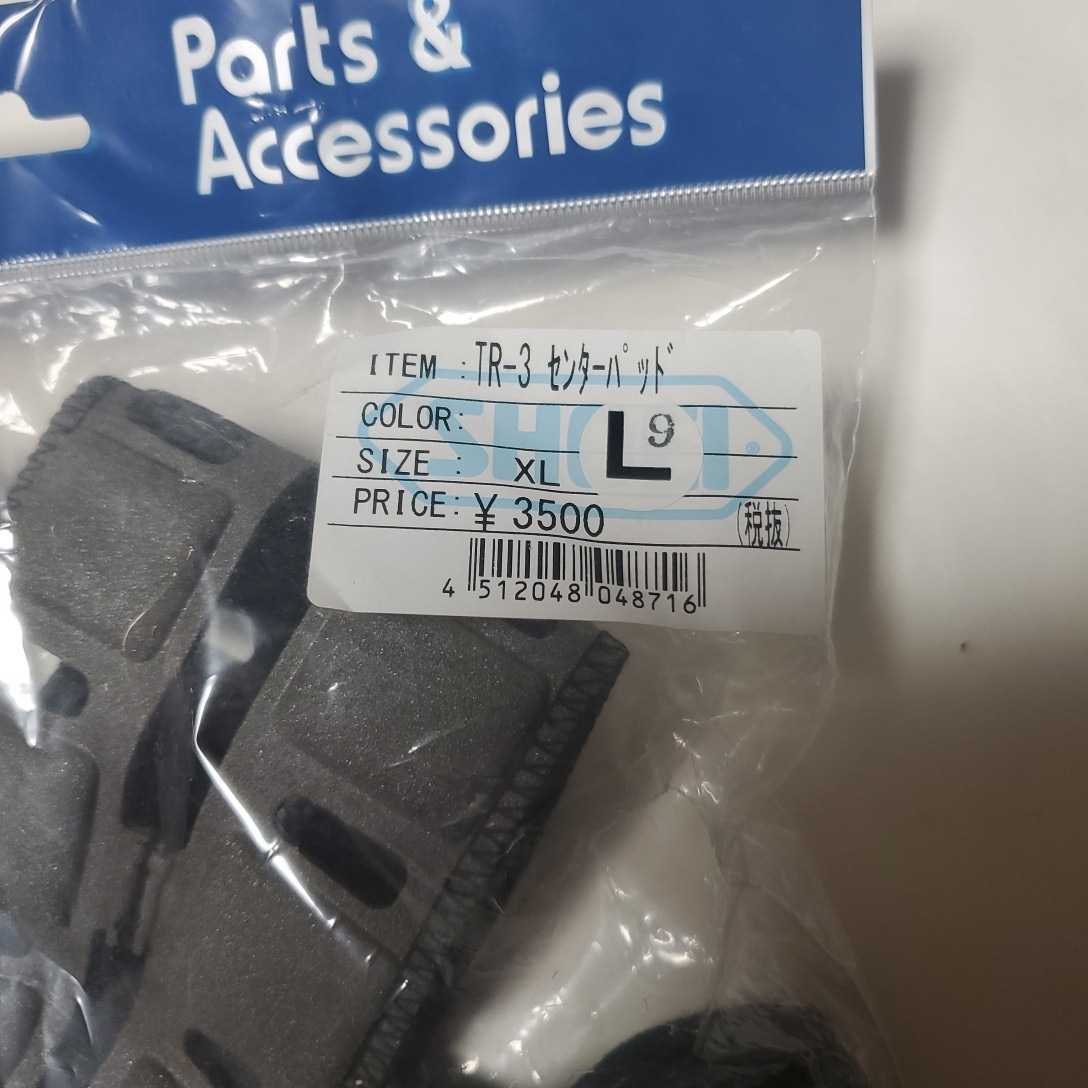 Parts &
Accessories
ITEM : TR-3 センターパッド
COLOR:
SHOEI
SIZE : XL L9
PRICE: ¥ 3500 (税抜)
4 512048 048716